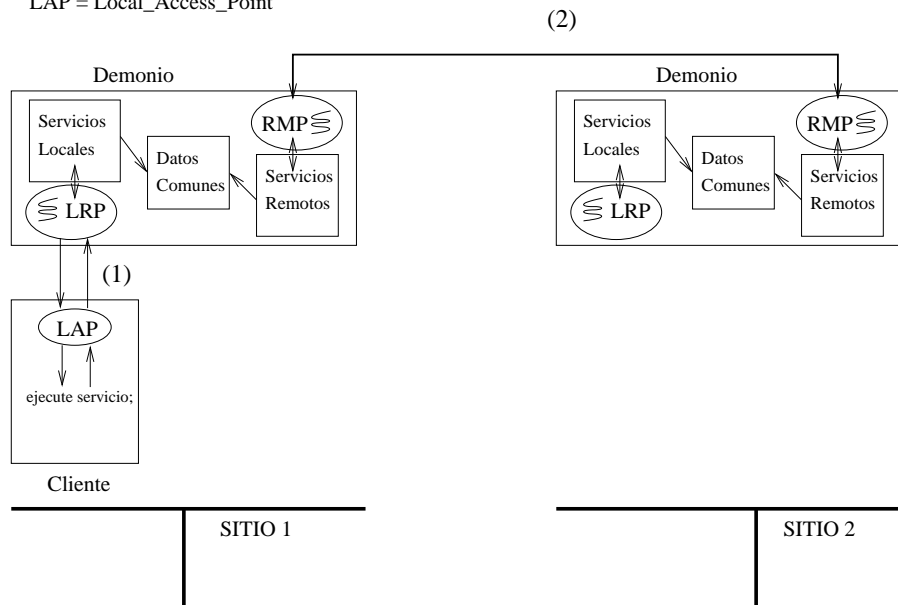 LAP = Local_Access_Point
(2)
Demonio
Servicios
Locales
Datos
Comunes
RMP
Servicios
Remotos
LRP
(1)
LAP
ejecute servicio;
Cliente
SITIO 1
Demonio
Servicios
Locales
Datos
Comunes
RMP
Servicios
Remotos
LRP
SITIO 2